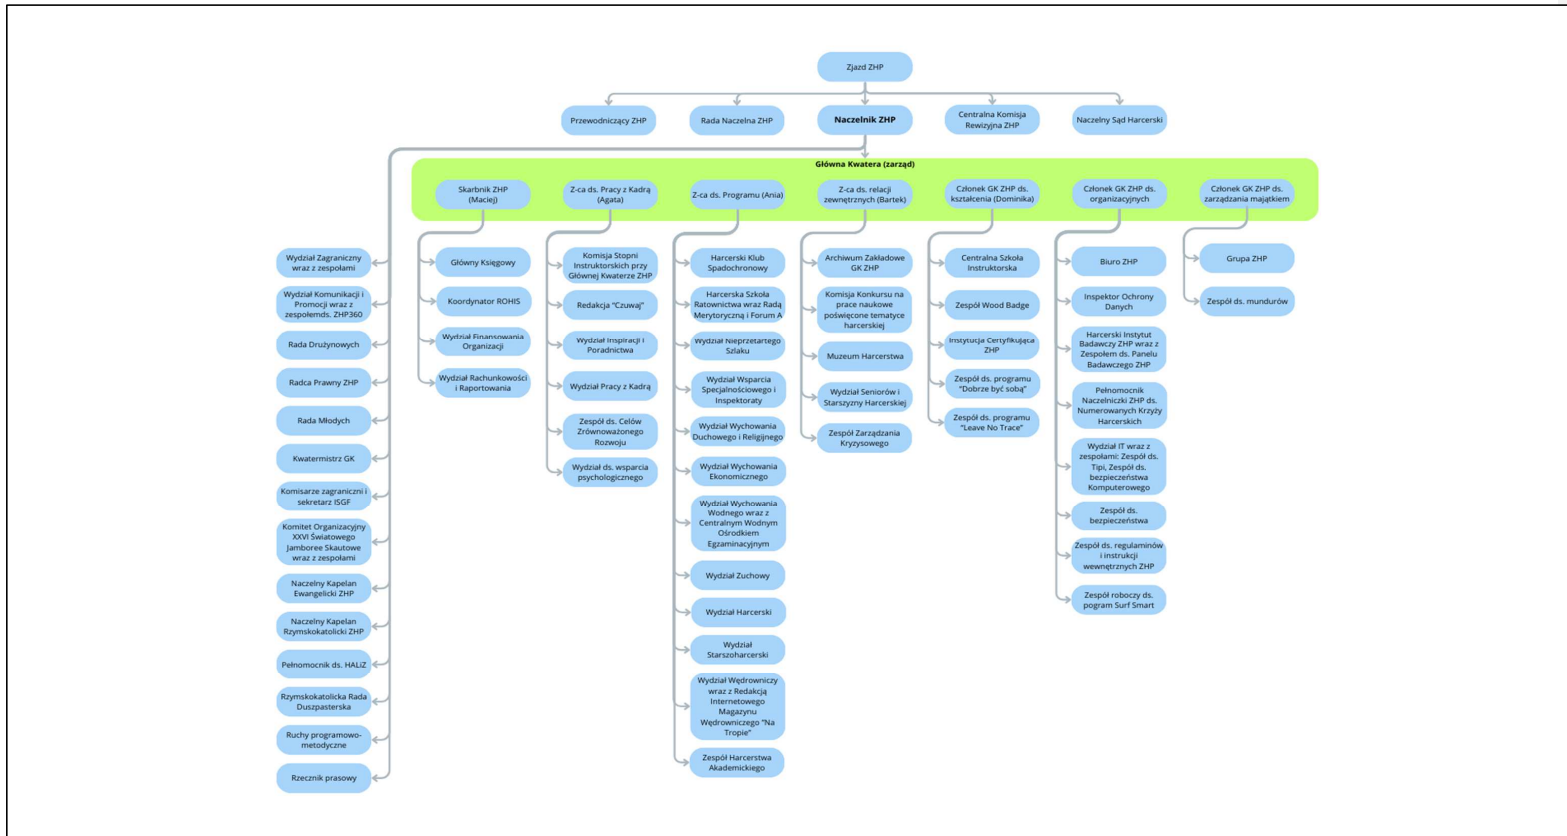 Zjazd ZHP
Przewodniczący ZHP
Rada Naczelna ZHP
Naczelnik ZHP
Centralna Komisja
Rewizyjna ZHP
Naczelny Sąd Harcerski
Główna Kwatera (zarząd)
Skarbnik ZHP
(Maciej)
Z-ca ds. Pracy z Kadrą
(Agata)
Z-ca ds. Programu (Ania)
Z-ca ds. relacji
zewnętrznych (Bartek)
Członek GK ZHP ds.
kształcenia (Dominika)
Członek GK ZHP ds.
organizacyjnych
Członek GK ZHP ds.
zarządzania majątkiem
Wydział Zagraniczny
wraz z zespołami
Wydział Komunikacji i
Promocji wraz z
zespołemds. ZHP360
Rada Drużynowych
Radca Prawny ZHP
Rada Młodych
Kwatermistrz GK
Komisarze zagraniczni i
sekretarz ISGF
Komitet Organizacyjny
XXVI Światowego
Jamboree Skautowe
wraz z zespołami
Naczelny Kapelan
Ewangelicki ZHP
Naczelny Kapelan
Rzymskokatolicki ZHP
Pełnomocnik ds. HALiZ
Rzymskokatolicka Rada
Duszpasterska
Ruchy programowo-
metodyczne
Rzecznik prasowy
Główny Księgowy
Koordynator ROHIS
Wydział Finansowania
Organizacji
Wydział Rachunkowości
i Raportowania
Komisja Stopni
Instruktorskich przy
Głównej Kwaterze ZHP
Redakcja "Czuwaj"
Wydział Inspiracji i
Poradnictwa
Wydział Pracy z Kadrą
Zespół ds. Celów
Zrównoważonego
Rozwoju
Wydział ds. wsparcia
psychologicznego
Harcerski Klub
Spadochronowy
Harcerska Szkoła
Ratownictwa wraz Radą
Merytoryczną i Forum A
Wydział Nieprzetartego
Szlaku
Wydział Wsparcia
Specjalnościowego i
Inspektoraty
Wydział Wychowania
Duchowego i Religijnego
Wydział Wychowania
Ekonomicznego
Wydział Wychowania
Wodnego wraz z
Centralnym Wodnym
Ośrodkiem
Egzaminacyjnym
Wydział Zuchowy
Wydział Harcerski
Wydział
Starszoharcerski
Wydział Wędrowniczy
wraz z Redakcją
Internetowego
Magazynu
Wędrowniczego "Na
Tropie"
Zespół Harcerstwa
Akademickiego
Archiwum Zakładowe
GK ZHP
Komisja Konkursu na
prace naukowe
poświęcone tematyce
harcerskiej
Muzeum Harcerstwa
Wydział Seniorów i
Starszyzny Harcerskiej
Zespół Zarządzania
Kryzysowego
Centralna Szkoła
Instruktorska
Zespół Wood Badge
Instytucja Certyfikująca
ZHP
Zespół ds. programu
"Dobrze być sobą"
Zespół ds. programu
"Leave No Trace"
Biuro ZHP
Inspektor Ochrony
Danych
Harcerski Instytut
Badawczy ZHP wraz z
Zespołem ds. Panelu
Badawczego ZHP
Pełnomocnik
Naczelniczki ZHP ds.
Numerowanych Krzyży
Harcerskich
Wydział IT wraz z
zespołami: Zespół ds.
Tipi, Zespół ds.
bezpieczeństwa
Komputerowego
Zespół ds.
bezpieczeństwa
Zespół ds. regulaminów
i instrukcji
wewnętrznych ZHP
Zespół roboczy ds.
pogram Surf Smart
Grupa ZHP
Zespół ds. mundurów